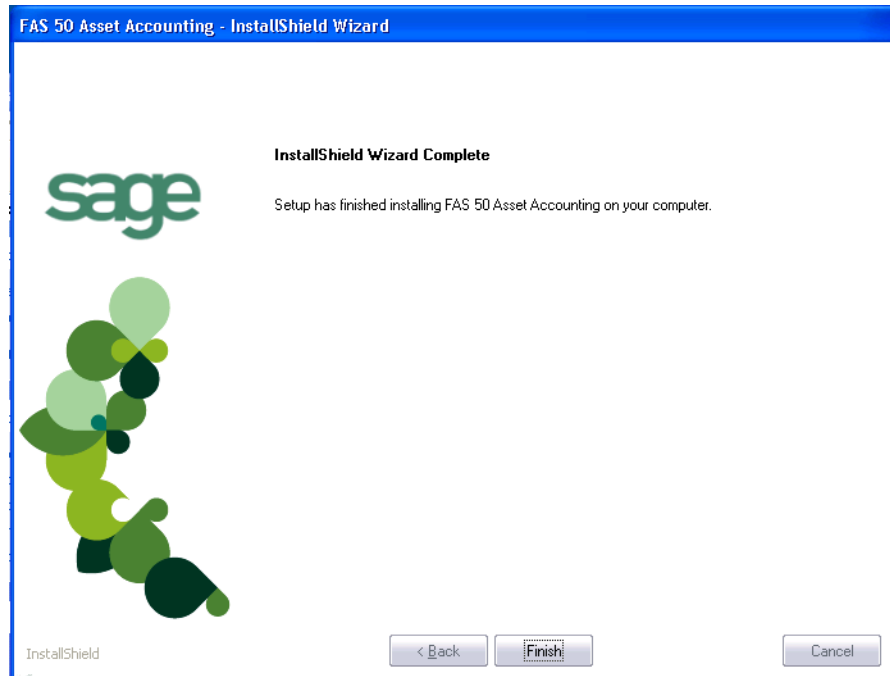 FAS 50 Asset Accounting - InstallShield Wizard
InstallShield Wizard Complete
sage
Setup has finished installing FAS 50 Asset Accounting on your computer.
InstallShield
< Back
Finish
Cancel